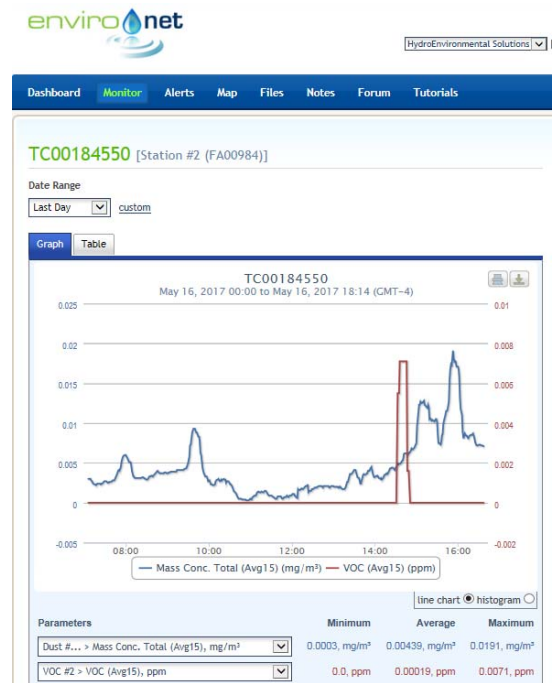 environet
HydroEnvironmental Solutions
Dashboard Monitor Alerts Map Files Notes Forum Tutorials
TC00184550 [Station #2 (FA00984)]
Date Range
Last Day custom
Graph Table
TC00184550
May 16, 2017 00:00 to May 16, 2017 18:14 (GMT-4)
0.025 0.01
0.02 0.008
0.015 0.006
0.01 0.004
0.005 0.002
0 0
-0.005 -0.002
08:00 10:00 12:00 14:00 16:00
Mass Conc. Total (Avg15) (mg/m³) VOC (Avg15) (ppm)
line chart histogram
Parameters Minimum Average Maximum
Dust #... > Mass Conc. Total (Avg15), mg/m³ 0.0003, mg/m³ 0.00439, mg/m³ 0.0191, mg/m³
VOC #2 > VOC (Avg15), ppm 0.0, ppm 0.00019, ppm 0.0071, ppm